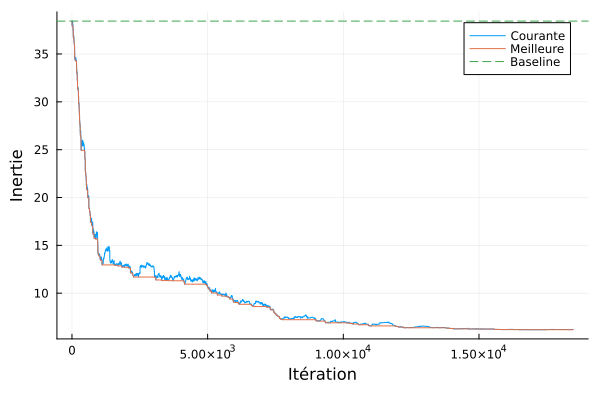 Courante
Meilleure
Baseline
35
30
25
20
15
10
Inertie
0
5.00×10³
1.00×10⁴
1.50×10⁴
Itération